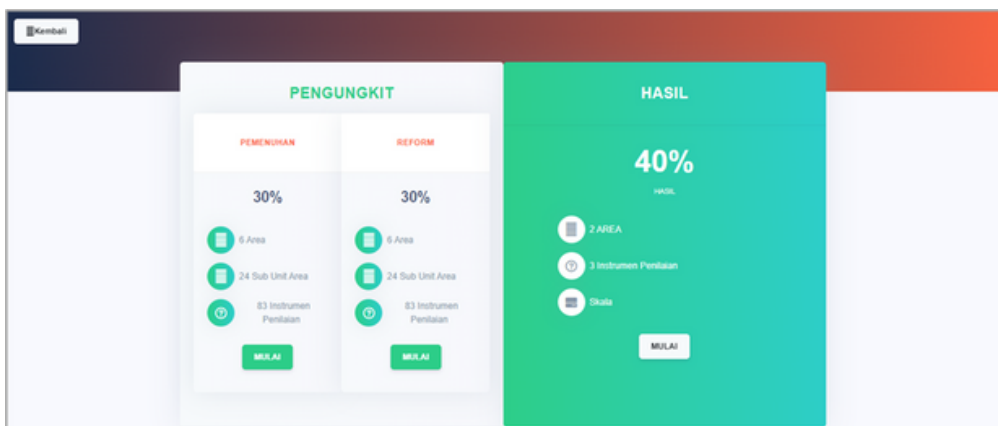 Kembali
PENGUNGKIT
PEMENUHAN
30%
6 Area
24 Sub Unit Area
83 Instrumen
Penilaian
MULAI
REFORM
30%
6 Area
24 Sub Unit Area
83 Instrumen
Penilaian
MULAI
HASIL
40%
HASIL
2 AREA
3 Instrumen Penilaian
Skala
MULAI